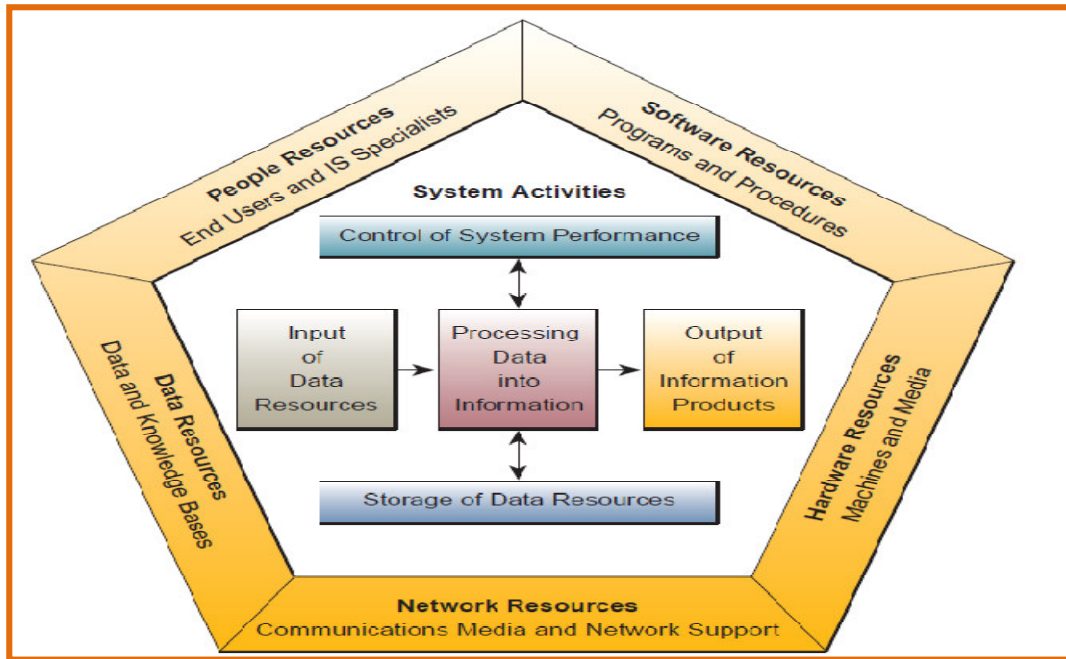 People Resources
End Users and IS Specialists
Software Resources
Programs and Procedures
System Activities
Control of System Performance
Input
of
Data
Resources
Processing
Data
into
Information
Output
of
Information
Products
Storage of Data Resources
Data Resources
Data and Knowledge Bases
Hardware Resources
Machines and Media
Network Resources
Communications Media and Network Support